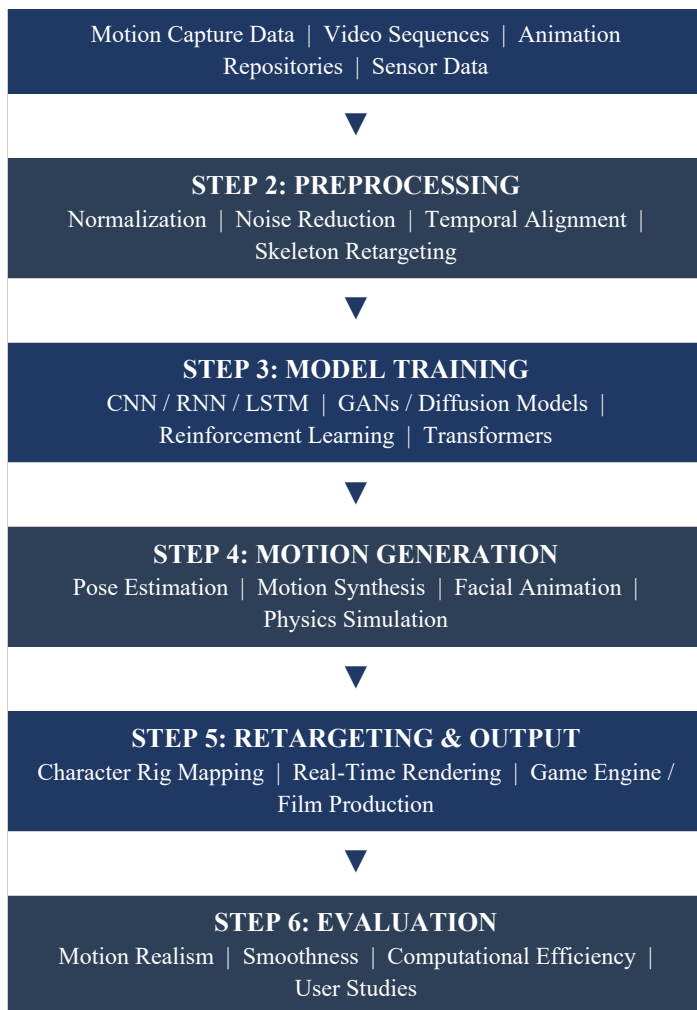 Motion Capture Data | Video Sequences | Animation
Repositories | Sensor Data
STEP 2: PREPROCESSING
Normalization | Noise Reduction | Temporal Alignment |
Skeleton Retargeting
STEP 3: MODEL TRAINING
CNN / RNN / LSTM | GANs / Diffusion Models |
Reinforcement Learning | Transformers
STEP 4: MOTION GENERATION
Pose Estimation | Motion Synthesis | Facial Animation |
Physics Simulation
STEP 5: RETARGETING & OUTPUT
Character Rig Mapping | Real-Time Rendering | Game Engine /
Film Production
STEP 6: EVALUATION
Motion Realism | Smoothness | Computational Efficiency |
User Studies